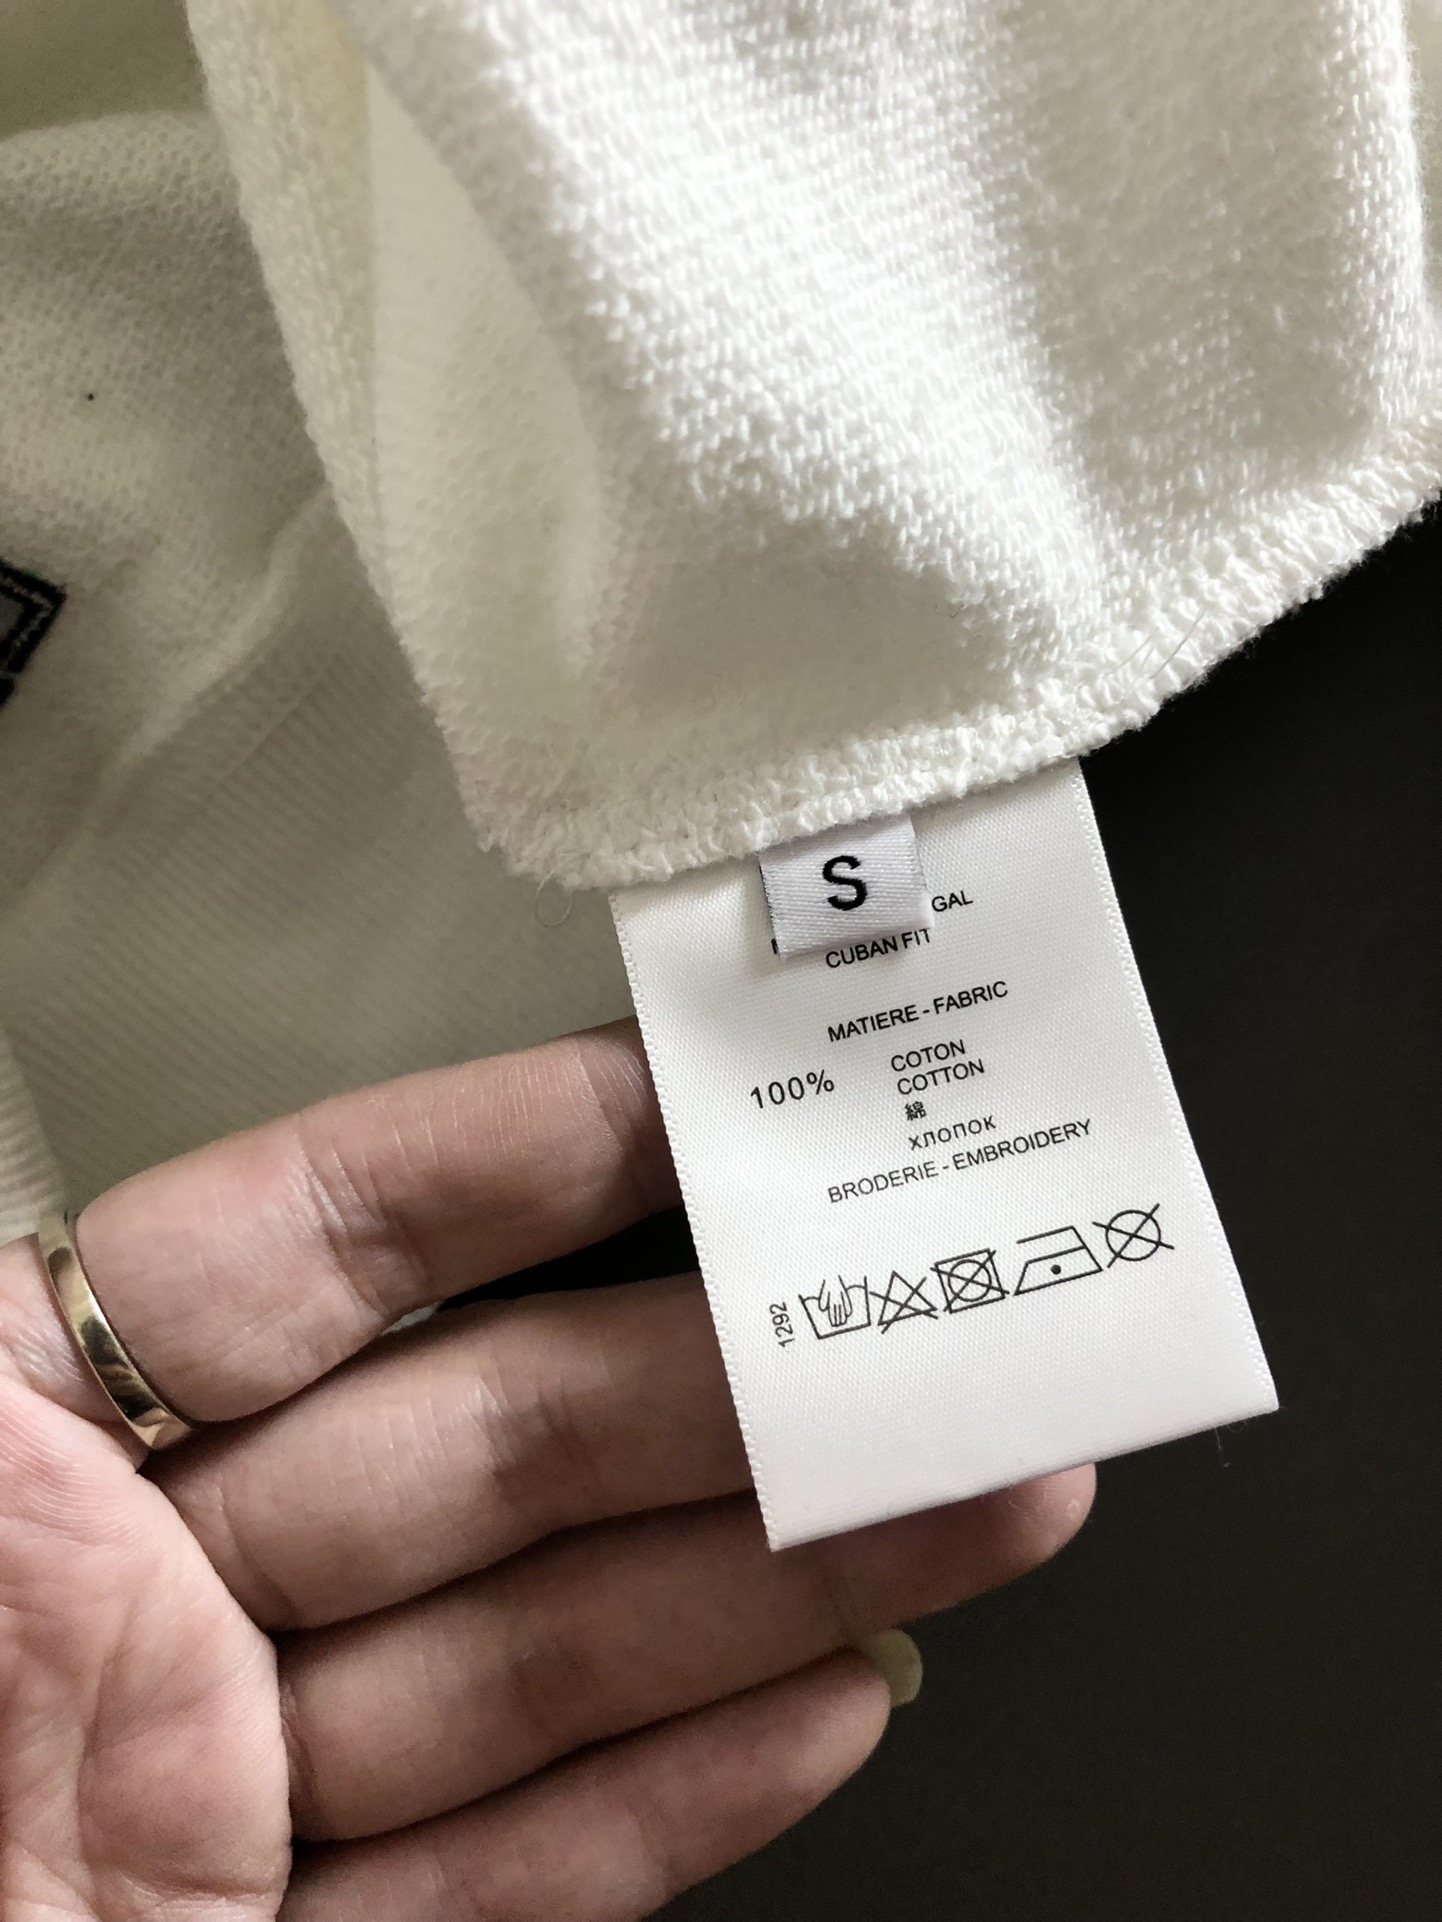 S
GAL
CUBAN FIT
MATIERE - FABRIC
100%
COTON
COTTON
綿
хлопок
BRODERIE - EMBROIDERY
1292